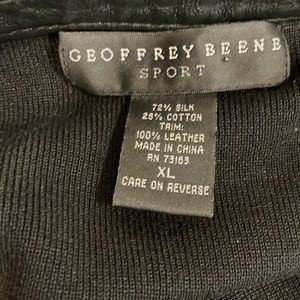 GEOFFREY BEENE
SPORT
72% SILK
28% COTTON
TRIM:
100% LEATHER
MADE IN CHINA
RN 73163
XL
CARE ON REVERSE